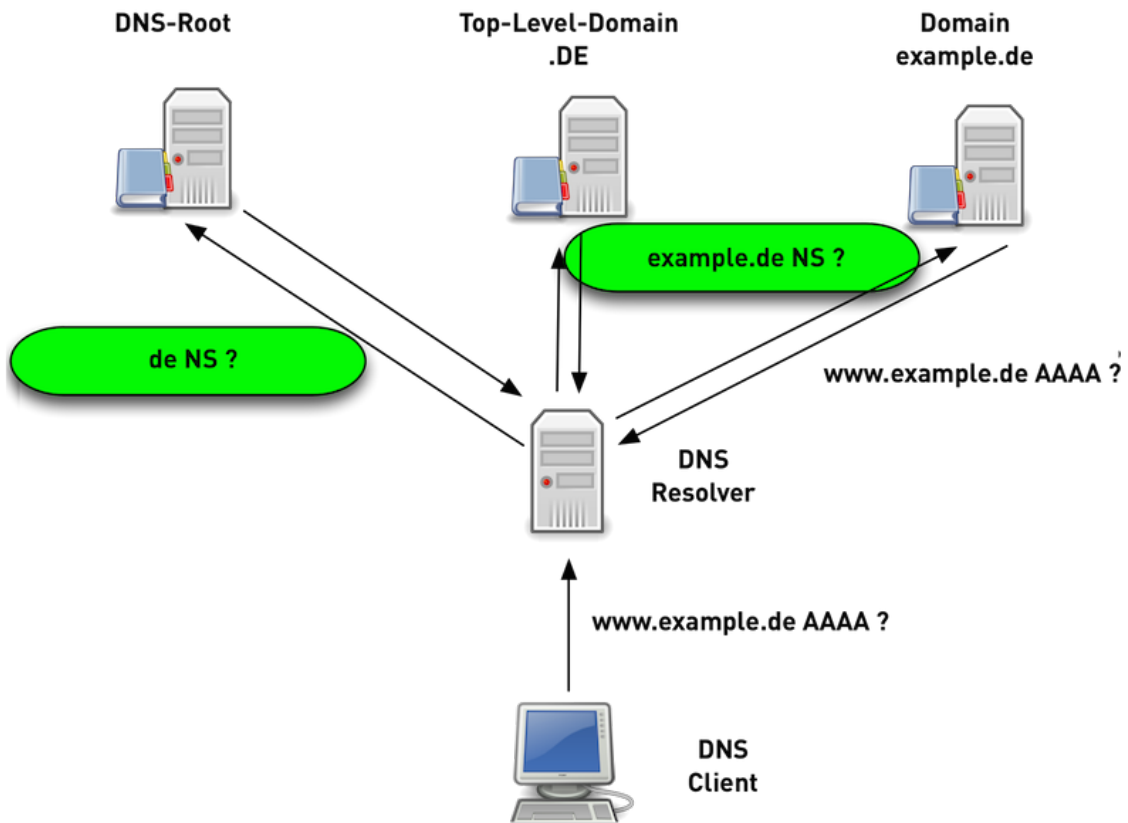 DNS-Root
Top-Level-Domain
.DE
Domain
example.de
example.de NS ?
de NS ?
www.example.de AAAA ?
DNS
Resolver
www.example.de AAAA ?
DNS
Client